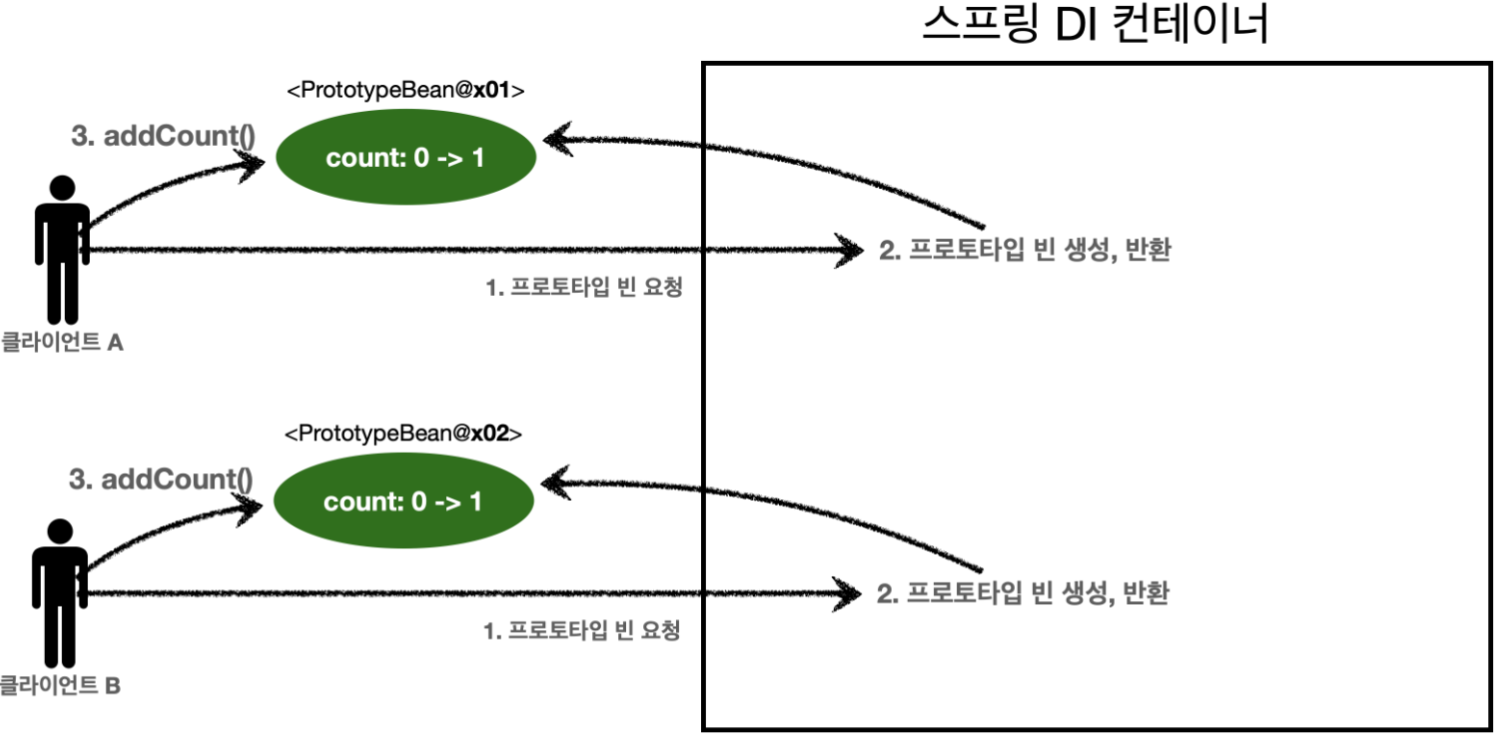 스프링 DI 컨테이너
<PrototypeBean@x01>
3. addCount()
count: 0 -> 1
2. 프로토타입 빈 생성, 반환
1. 프로토타입 빈 요청
클라이언트 A
<PrototypeBean@x02>
3. addCount()
count: 0 -> 1
2. 프로토타입 빈 생성, 반환
1. 프로토타입 빈 요청
클라이언트 B